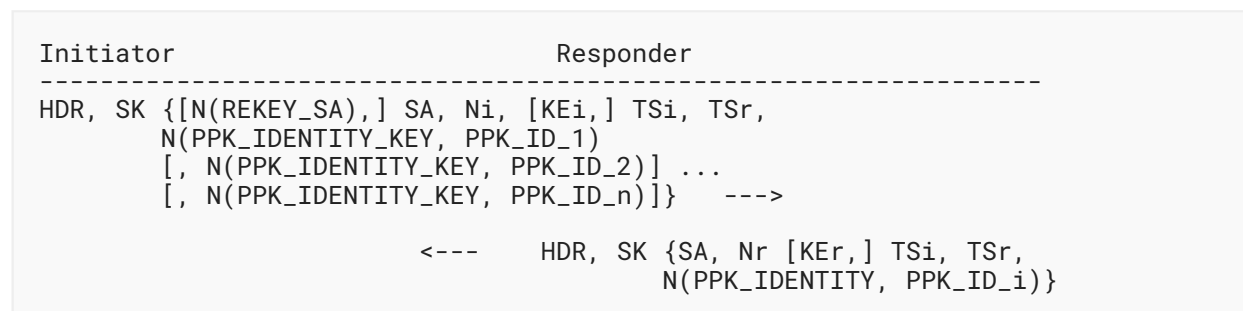 Initiator                         Responder
-------------------------------------------------------------------
HDR, SK {[N(REKEY_SA),] SA, Ni, [KEi,] TSi, TSr,
        N(PPK_IDENTITY_KEY, PPK_ID_1)
        [, N(PPK_IDENTITY_KEY, PPK_ID_2)] ...
        [, N(PPK_IDENTITY_KEY, PPK_ID_n)]}   --->
                         <---    HDR, SK {SA, Nr [KEr,] TSi, TSr,
                                         N(PPK_IDENTITY, PPK_ID_i)}